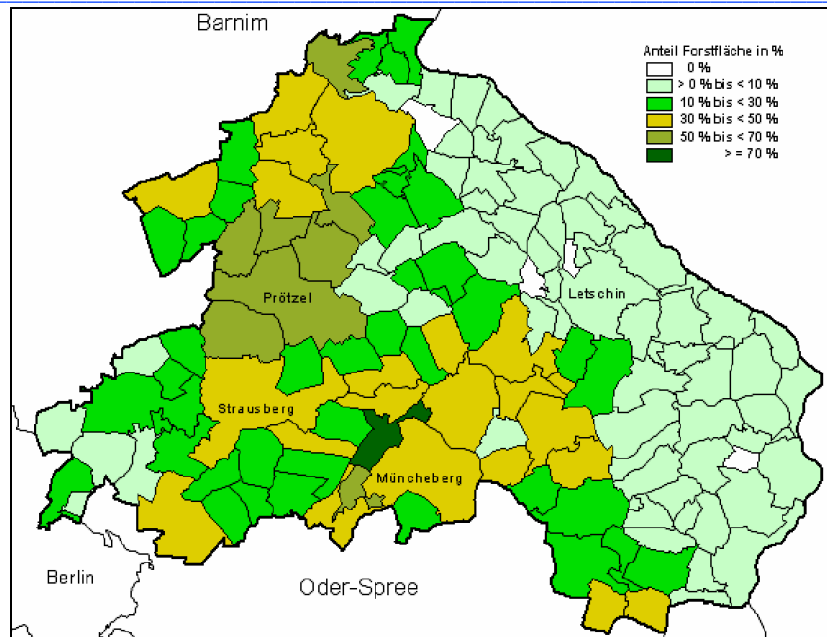 Barnim
Anteil Forstfläche in %
0 %
> 0 % bis < 10 %
10 % bis < 30 %
30 % bis < 50 %
50 % bis < 70 %
> = 70 %
Prötzel
Letschin
Strausberg
Müncheberg
Berlin
Oder-Spree